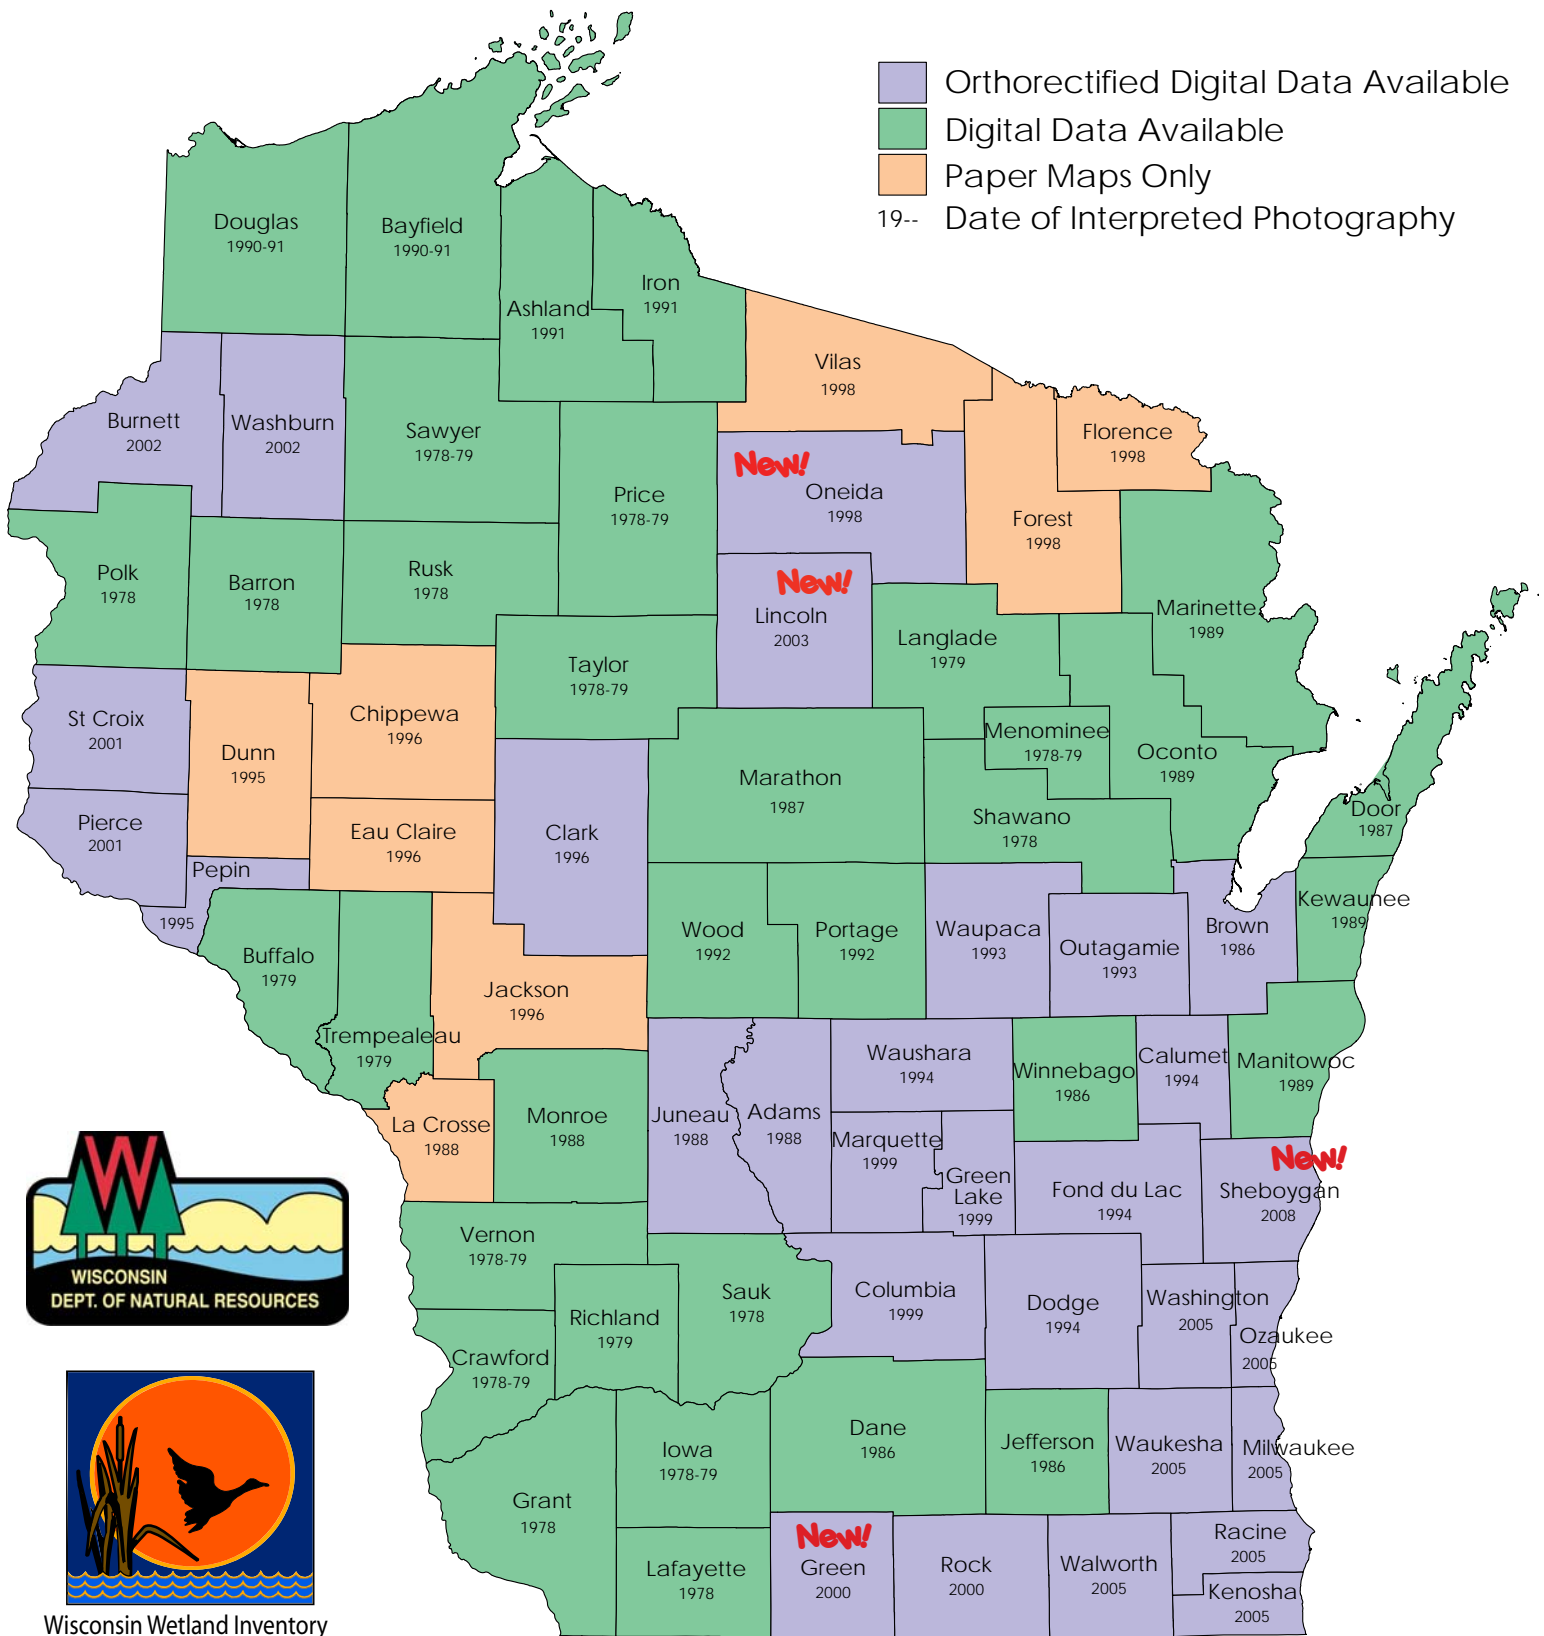 Orthorectified Digital Data Available
Digital Data Available
Paper Maps Only
19-- Date of Interpreted Photography
Douglas
1990-91
Bayfield
1990-91
Ashland
1991
Iron
1991
Vilas
1998
Florence
1998
Forest
1998
Burnett
2002
Washburn
2002
Sawyer
1978-79
Price
1978-79
New!
Oneida
1998
New!
Lincoln
2003
Polk
1978
Barron
1978
Rusk
1978
Taylor
1978-79
Langlade
1979
Marinette
1989
St Croix
2001
Dunn
1995
Chippewa
1996
Menominee
1978-79
Oconto
1989
Marathon
1987
Shawano
1978
Door
1987
Pierce
2001
Pepin
1995
Eau Claire
1996
Clark
1996
Kewaunee
1989
Buffalo
1979
Trempealeau
1979
Jackson
1996
Wood
1992
Portage
1992
Waupaca
1993
Outagamie
1993
Brown
1986
Waushara
1994
Winnebago
1986
Calumet
1994
Manitowoc
1989
La Crosse
1988
Monroe
1988
Juneau
1988
Adams
1988
Marquette
1999
Green
Lake
1999
Fond du Lac
1994
New!
Sheboygan
2008
Vernon
1978-79
Richland
1979
Sauk
1978
Columbia
1999
Dodge
1994
Washington
2005
Ozaukee
2005
Crawford
1978-79
Iowa
1978-79
Dane
1986
Jefferson
1986
Waukesha
2005
Milwaukee
2005
Grant
1978
Lafayette
1978
New!
Green
2000
Rock
2000
Walworth
2005
Racine
2005
Kenosha
2005
W
WISCONSIN
DEPT. OF NATURAL RESOURCES
Wisconsin Wetland Inventory